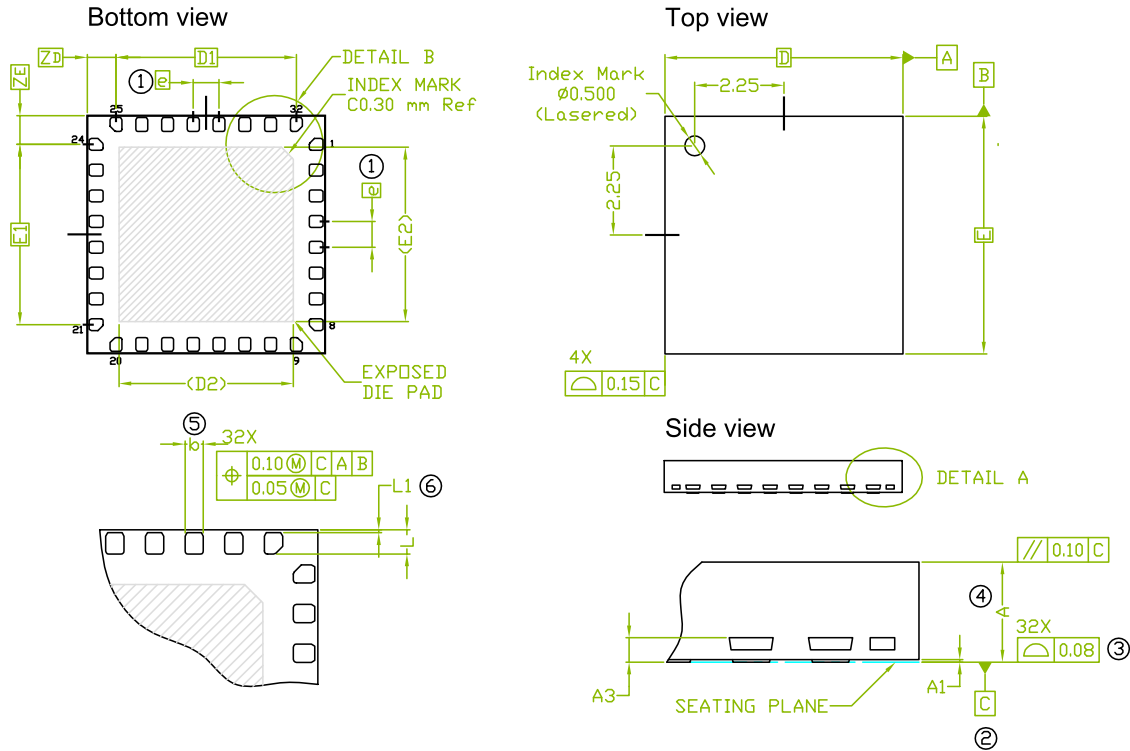 Bottom view
ZD
D1
DETAIL B
1
e
INDEX MARK
C0.30 mm Ref
ZE
25
32
24
1
1
e
E1
(E2)
21
8
20
9
(D2)
EXPOSED
DIE PAD
Top view
D
A
Index Mark
Ø0.500
(Lasered)
2.25
B
2.25
E
4X
0.15 C
5
b
32X
0.10 M C A B
0.05 M C
L1
6
L
Side view
DETAIL A
// 0.10 C
4
A
32X
0.08
3
A3
A1
SEATING PLANE
C
2